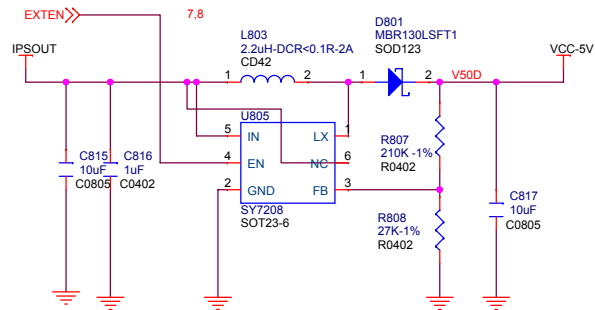 EXTEN 7,8
D801
MBR130LSFT1
SOD123
L803
2.2uH-DCR<0.1R-2A
CD42
IPSOUT
VCC-5V
1 2 1 2 V50D
U805
5 IN LX 1
4 EN NC 6
2 GND FB 3
SY7208
SOT23-6
C815
10uF
C0805
C816
1uF
C0402
R807
210K -1%
R0402
R808
27K-1%
R0402
C817
10uF
C0805